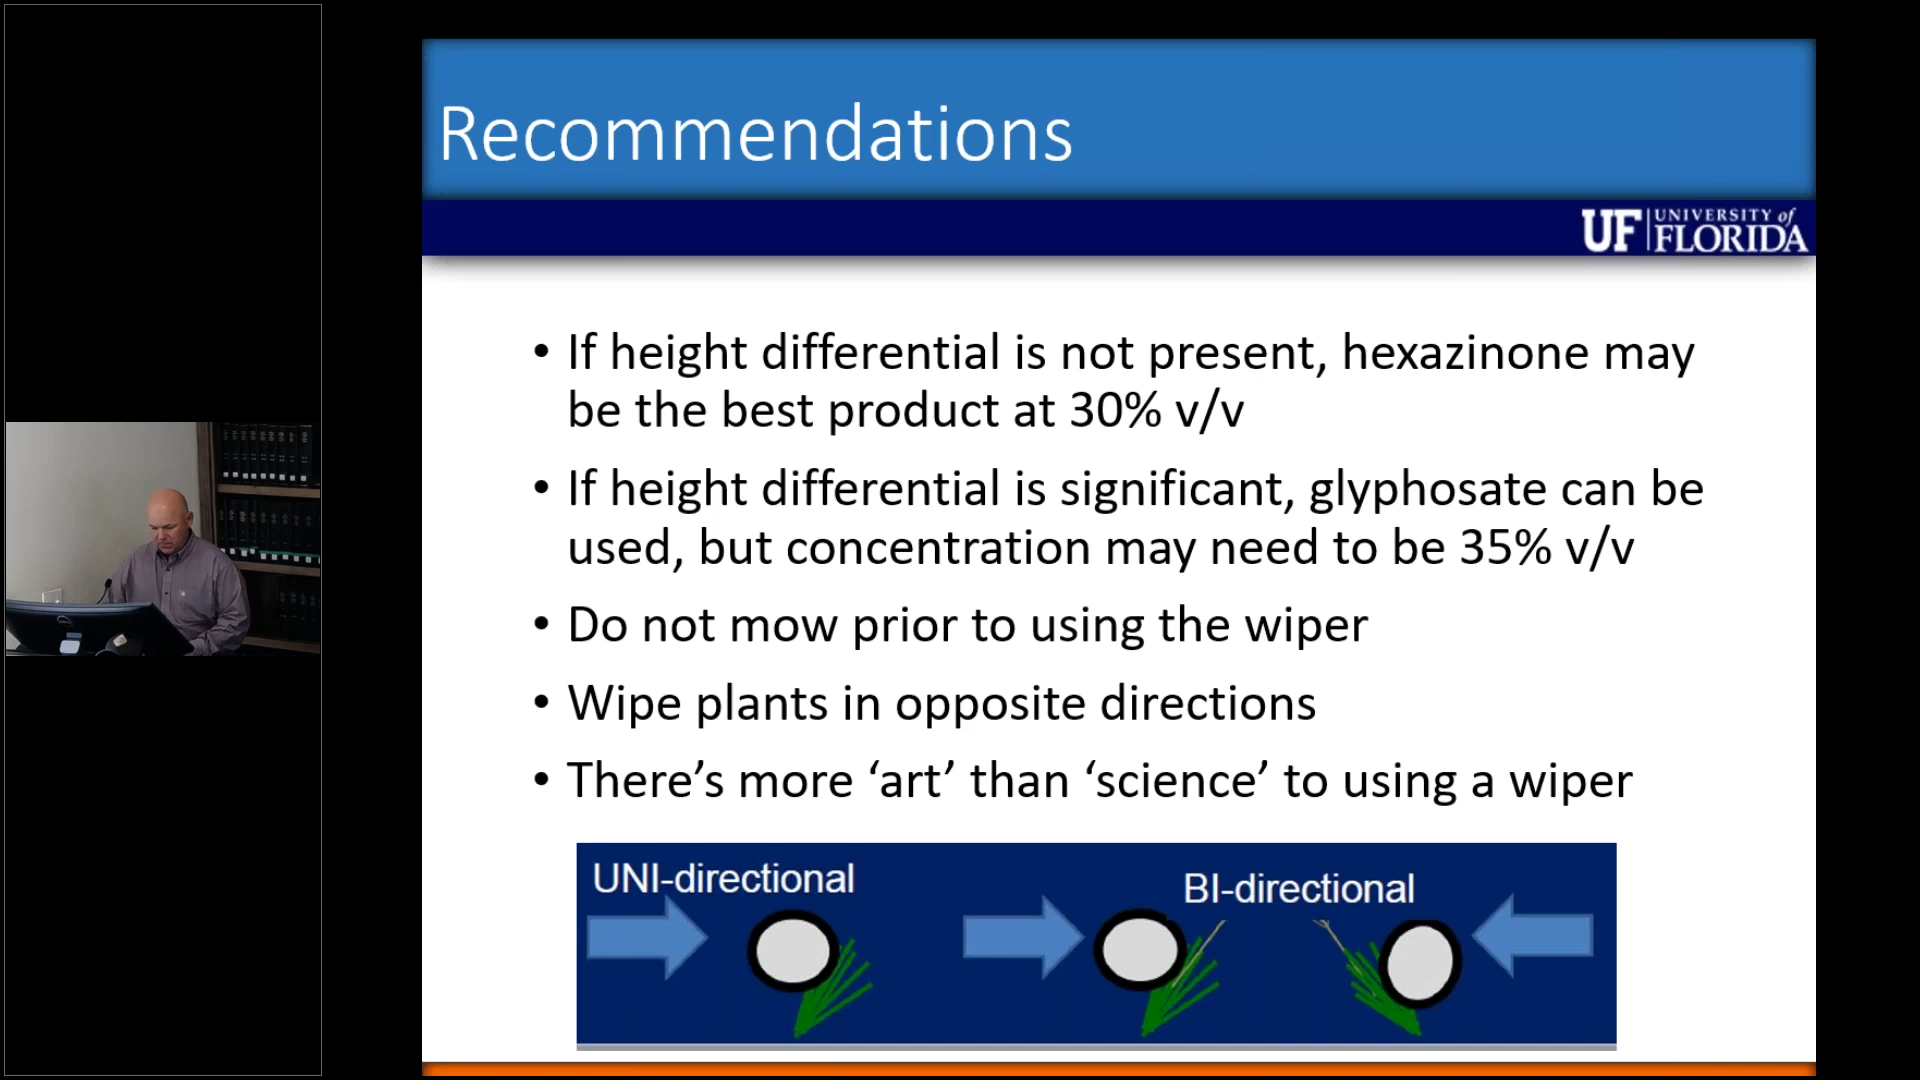 Recommendations
UF UNIVERSITY of
FLORIDA
• If height differential is not present, hexazinone may
be the best product at 30% v/v
• If height differential is significant, glyphosate can be
used, but concentration may need to be 35% v/v
• Do not mow prior to using the wiper
• Wipe plants in opposite directions
• There’s more ‘art’ than ‘science’ to using a wiper
UNI-directional
BI-directional